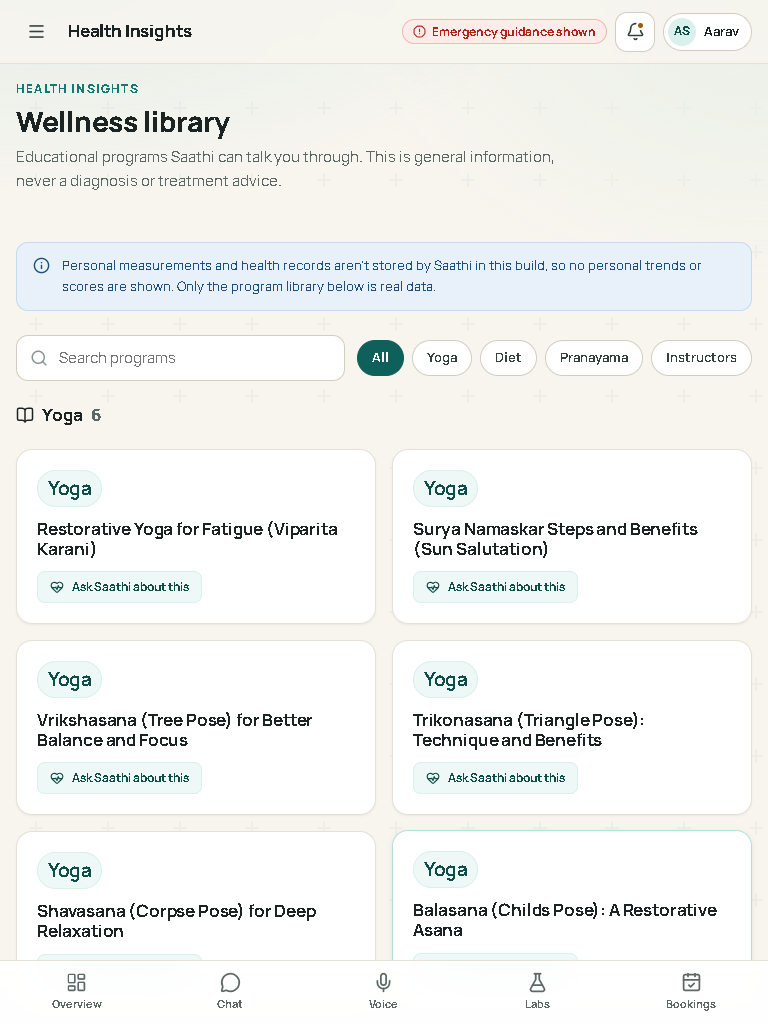 Health Insights
Emergency guidance shown
AS Aarav
HEALTH INSIGHTS
Wellness library
Educational programs Saathi can talk you through. This is general information,
never a diagnosis or treatment advice.
Personal measurements and health records aren't stored by Saathi in this build, so no personal trends or
scores are shown. Only the program library below is real data.
Search programs
All Yoga Diet Pranayama Instructors
Yoga 6
Yoga
Restorative Yoga for Fatigue (Viparita
Karani)
Ask Saathi about this
Yoga
Surya Namaskar Steps and Benefits
(Sun Salutation)
Ask Saathi about this
Yoga
Vrikshasana (Tree Pose) for Better
Balance and Focus
Ask Saathi about this
Yoga
Trikonasana (Triangle Pose):
Technique and Benefits
Ask Saathi about this
Yoga
Shavasana (Corpse Pose) for Deep
Relaxation
Yoga
Balasana (Childs Pose): A Restorative
Asana
Overview Chat Voice Labs Bookings